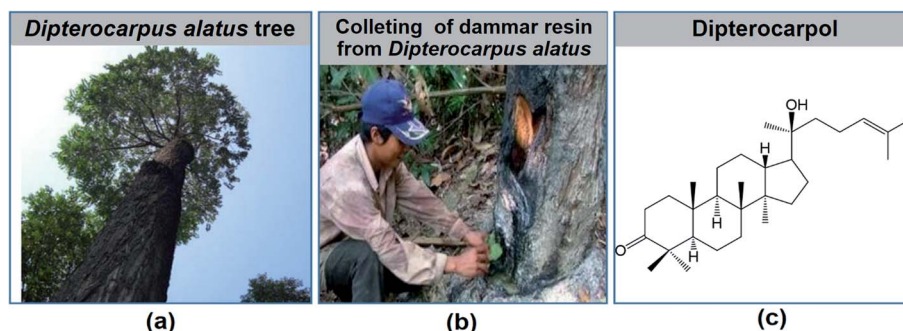 Dipterocarpus alatus tree
Colleting of dammar resin
from Dipterocarpus alatus
Dipterocarpol
OH
H
H
H
O
H
(a)
(b)
(c)